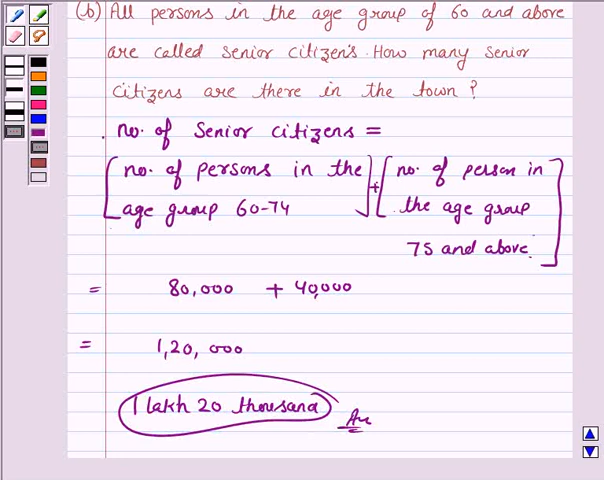 (b) All persons in the age group of 60 and above
are called Senior Citizen's. How many Senior
Citizens are there in the town?
no. of Senior citizens =
[no. of persons in the age group 60-74] + [no. of person in the age group 75 and above]
= 80,000 + 40,000
= 1,20,000
1 lakh 20 thousand Ans